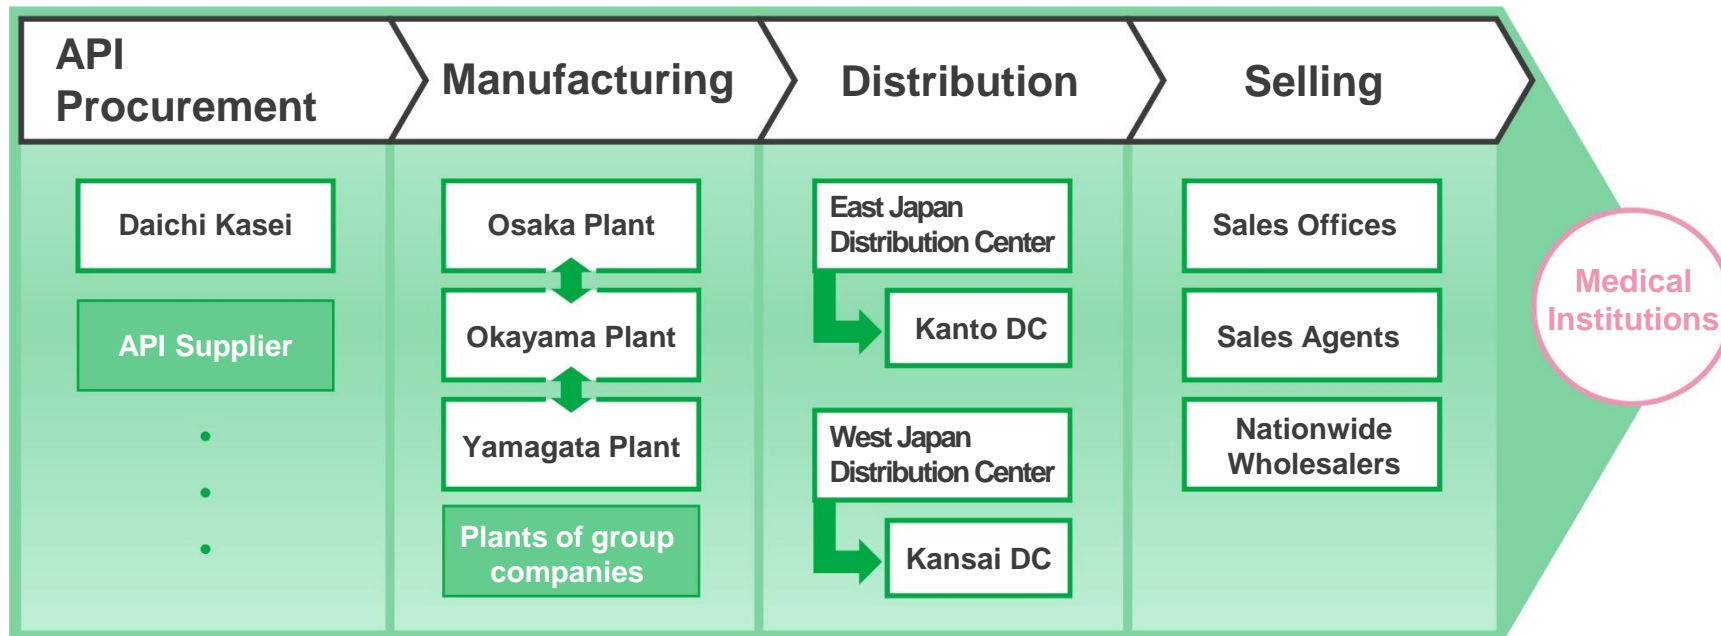 API
Procurement
Manufacturing
Distribution
Selling
Daichi Kasei
API Supplier
Osaka Plant
Okayama Plant
Yamagata Plant
Plants of group
companies
East Japan
Distribution Center
Kanto DC
West Japan
Distribution Center
Kansai DC
Sales Offices
Sales Agents
Nationwide
Wholesalers
Medical
Institutions